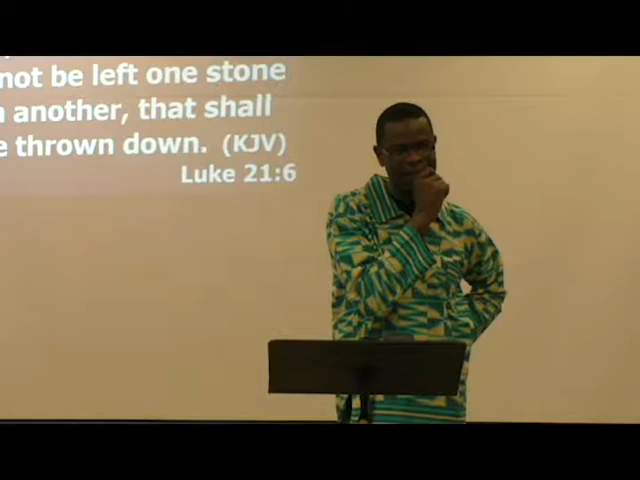 not be left one stone
another, that shall
thrown down. (KJV)
Luke 21:6